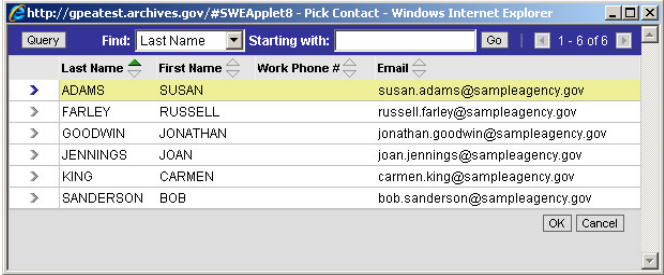 http://gpeatest.archives.gov/#SWEApplet8 - Pick Contact - Windows Internet Explorer
Query Find: Last Name Starting with: Go 1 - 6 of 6
Last Name First Name Work Phone # Email
ADAMS SUSAN susan.adams@sampleagency.gov
FARLEY RUSSELL russell.farley@sampleagency.gov
GOODWIN JONATHAN jonathan.goodwin@sampleagency.gov
JENNINGS JOAN joan.jennings@sampleagency.gov
KING CARMEN carmen.king@sampleagency.gov
SANDERSON BOB bob.sanderson@sampleagency.gov
OK Cancel